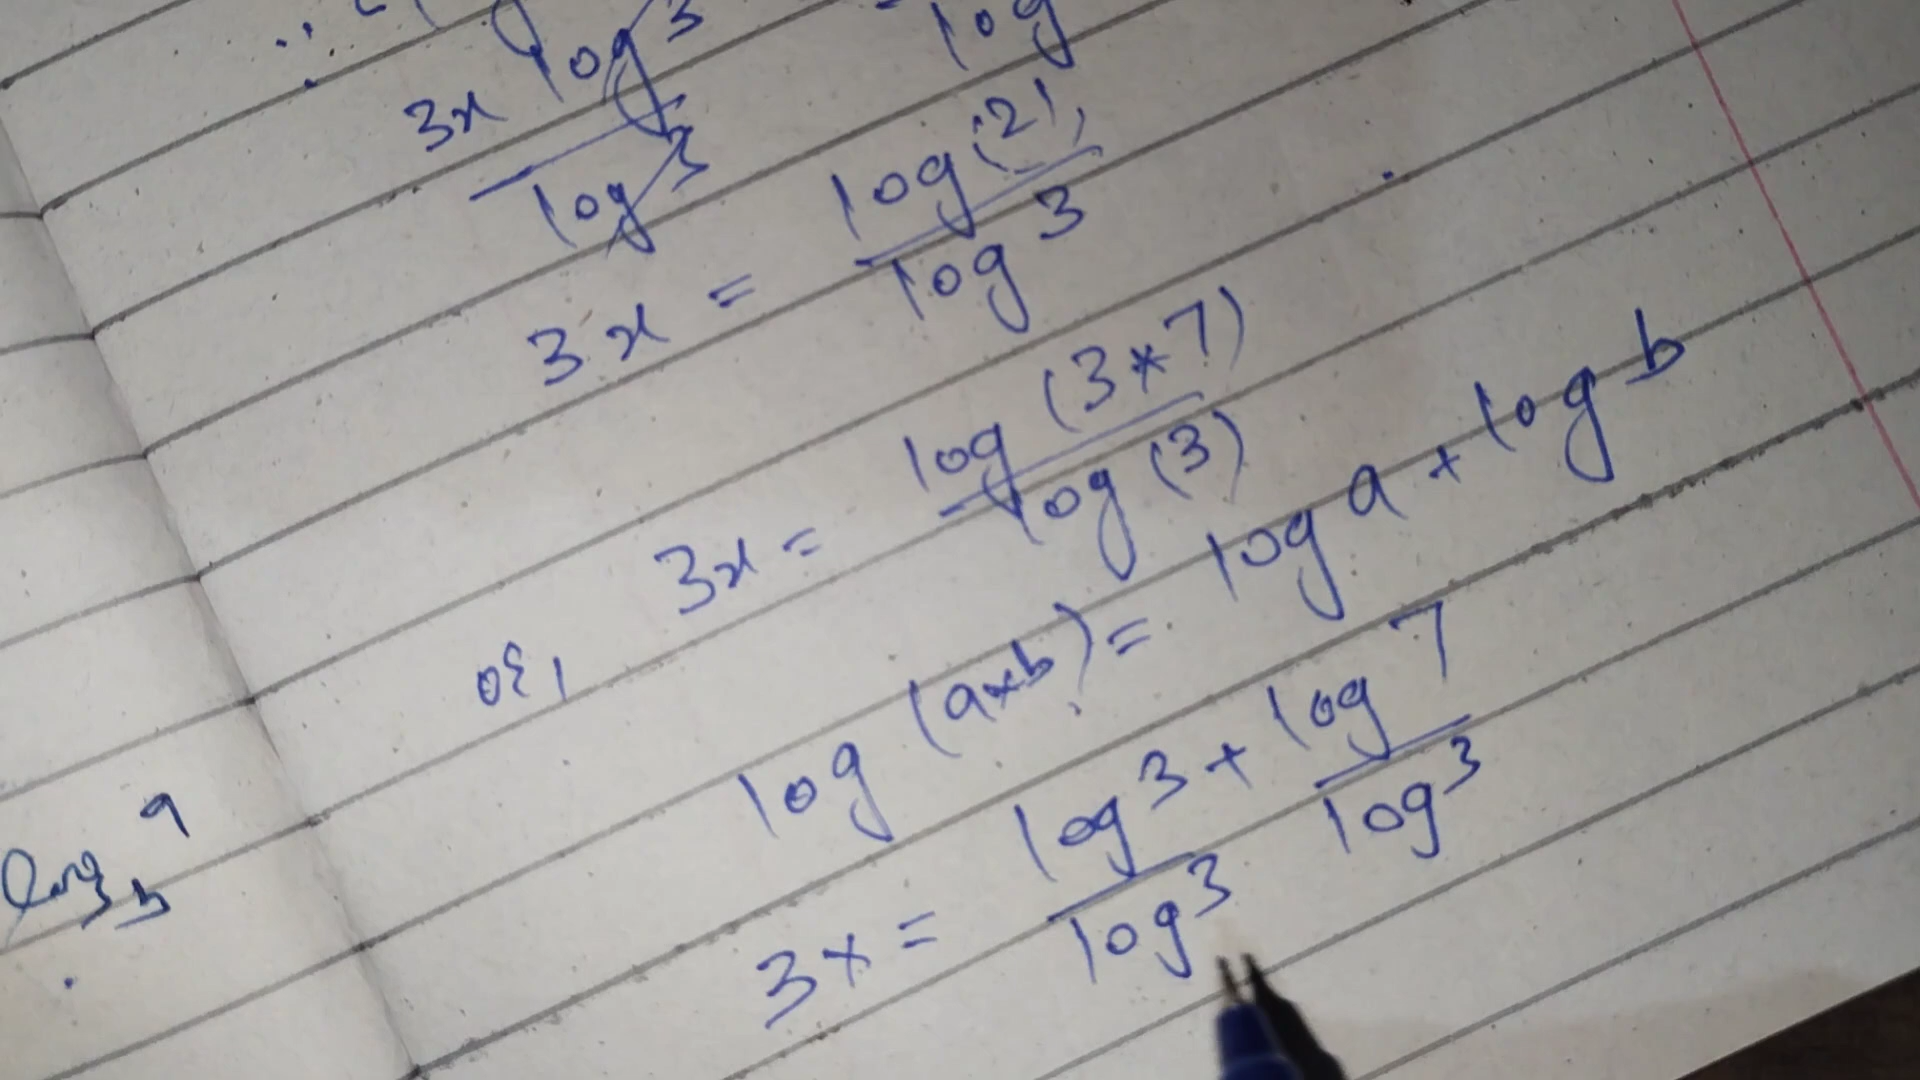 3x log 3 log
log 3
3x = log(21) / log 3
3x = log (3*7) / log (3)
or,
log (a×b) = log a + log b
3x = log 3 / log 3 + log 7 / log 3